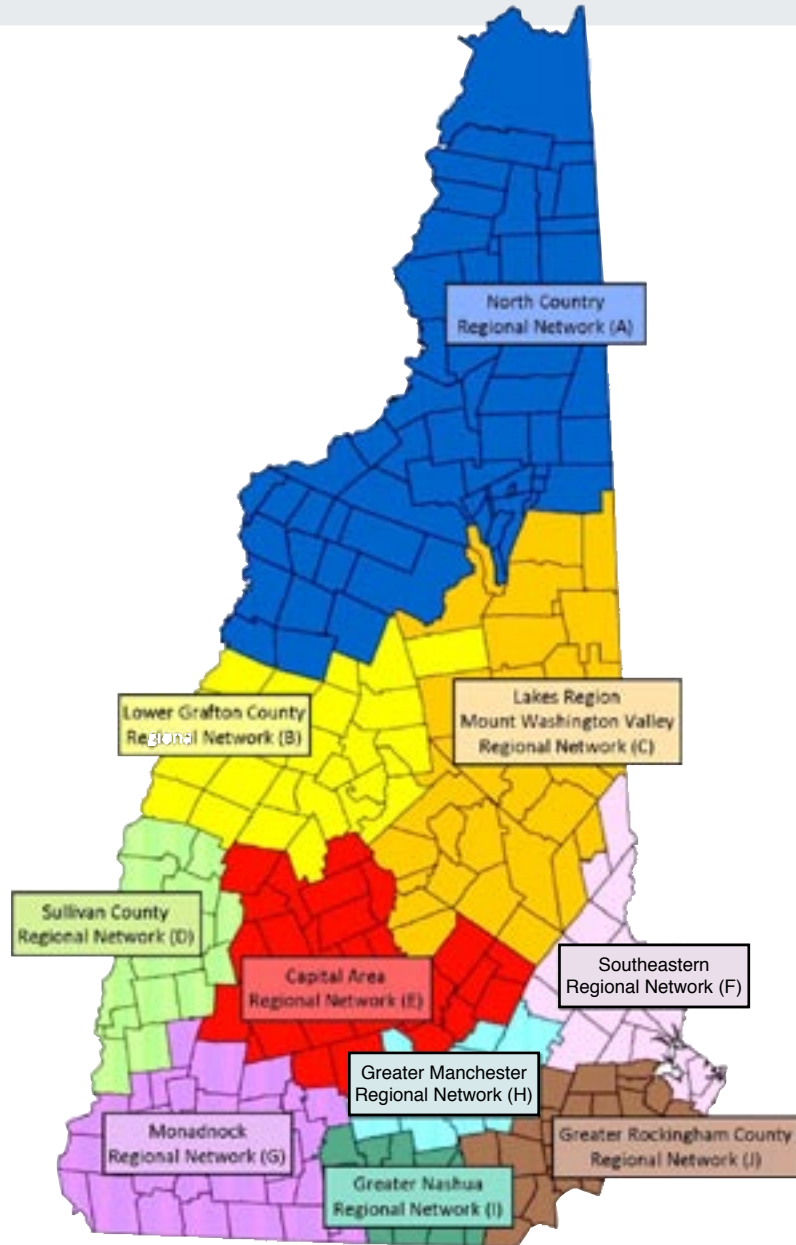 North Country
Regional Network (A)
Lower Grafton County
Regional Network (B)
Lakes Region
Mount Washington Valley
Regional Network (C)
Sullivan County
Regional Network (D)
Capital Area
Regional Network (E)
Southeastern
Regional Network (F)
Greater Manchester
Regional Network (H)
Monadnock
Regional Network (G)
Greater Rockingham County
Regional Network (J)
Greater Nashua
Regional Network (I)